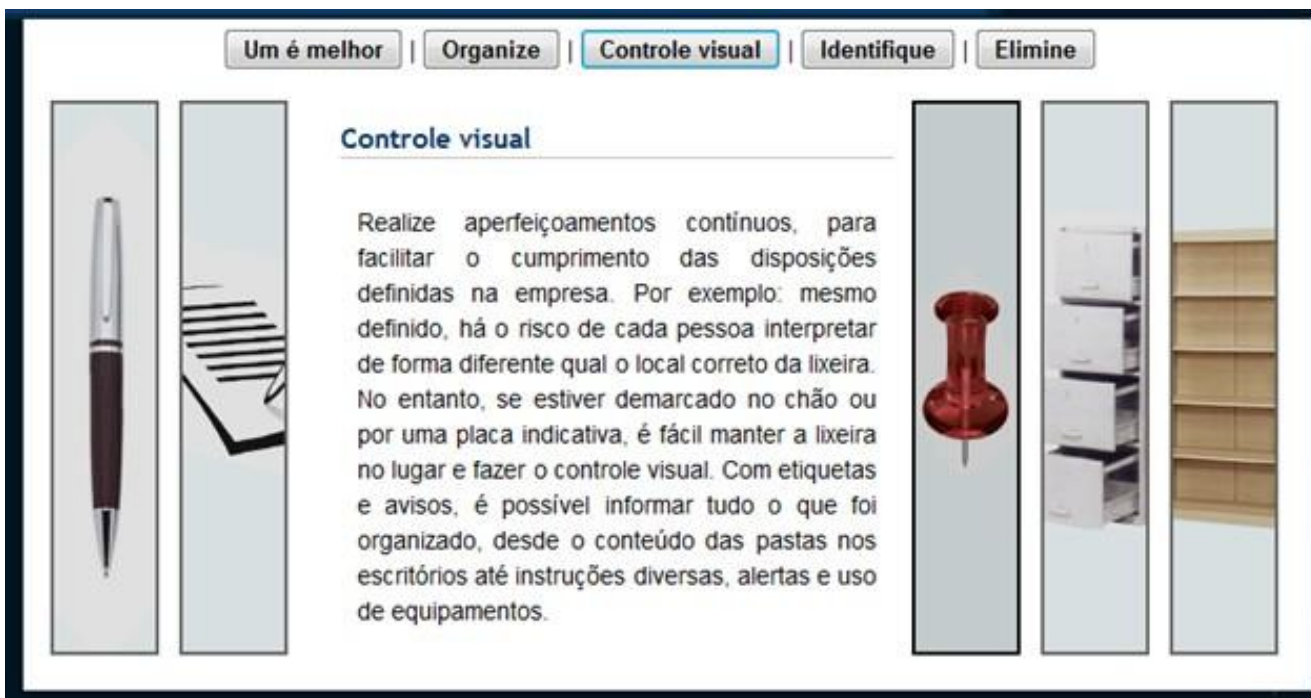 Um é melhor | Organize | Controle visual | Identifique | Elimine
Controle visual
Realize aperfeiçoamentos contínuos, para
facilitar o cumprimento das disposições
definidas na empresa. Por exemplo: mesmo
definido, há o risco de cada pessoa interpretar
de forma diferente qual o local correto da lixeira.
No entanto, se estiver demarcado no chão ou
por uma placa indicativa, é fácil manter a lixeira
no lugar e fazer o controle visual. Com etiquetas
e avisos, é possível informar tudo o que foi
organizado, desde o conteúdo das pastas nos
escritórios até instruções diversas, alertas e uso
de equipamentos.